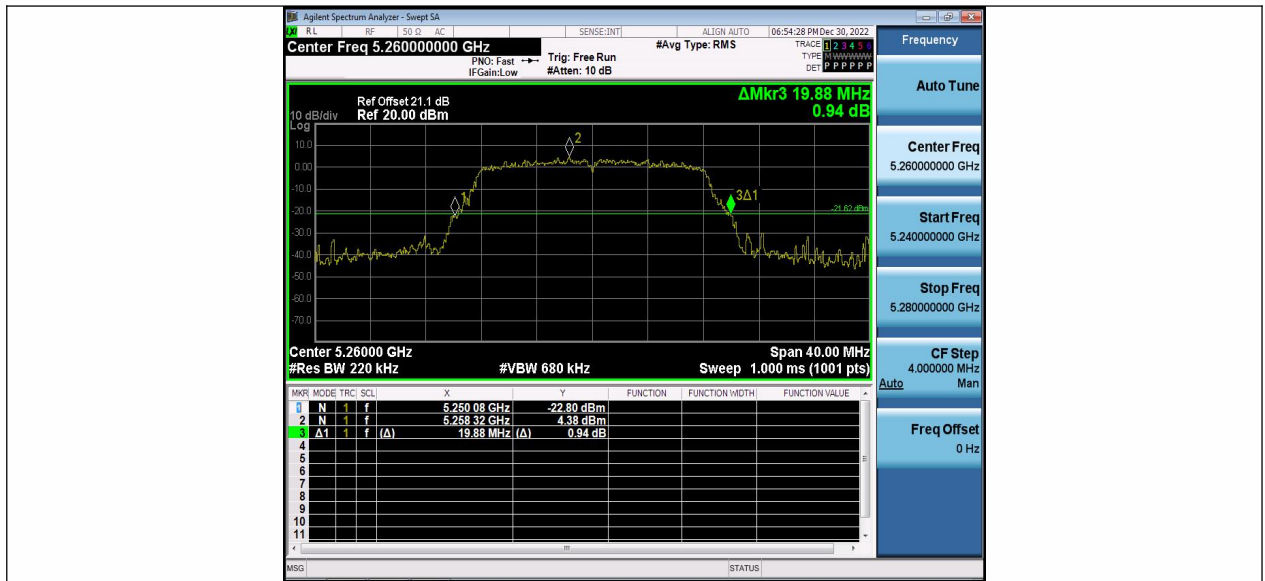 Agilent Spectrum Analyzer - Swept SA
RL RF 50 Ω AC SENSE:INT ALIGN AUTO 06:54:28 PM Dec 30, 2022
Center Freq 5.260000000 GHz
#Avg Type: RMS
TRACE 1 2 3 4 5 6
PNO: Fast Trig: Free Run
TYPE M WWWWW
IFGain:Low #Atten: 10 dB
DET P P P P P P
ΔMkr3 19.88 MHz
0.94 dB
Ref Offset 21.1 dB
10 dB/div Ref 20.00 dBm
Log
10.0
0.00
-10.0
-20.0
-30.0
-40.0
-50.0
-60.0
-70.0
2
1
3Δ1
-21.62 dBm
Center 5.26000 GHz Span 40.00 MHz
#Res BW 220 kHz #VBW 680 kHz Sweep 1.000 ms (1001 pts)
MKR MODE TRC SCL X Y FUNCTION FUNCTION WIDTH FUNCTION VALUE
1 N 1 f 5.250 08 GHz -22.80 dBm
2 N 1 f 5.258 32 GHz 4.38 dBm
3 Δ1 1 f (Δ) 19.88 MHz (Δ) 0.94 dB
4
5
6
7
8
9
10
11
MSG STATUS
Frequency
Auto Tune
Center Freq
5.260000000 GHz
Start Freq
5.240000000 GHz
Stop Freq
5.280000000 GHz
CF Step
4.000000 MHz
Auto Man
Freq Offset
0 Hz